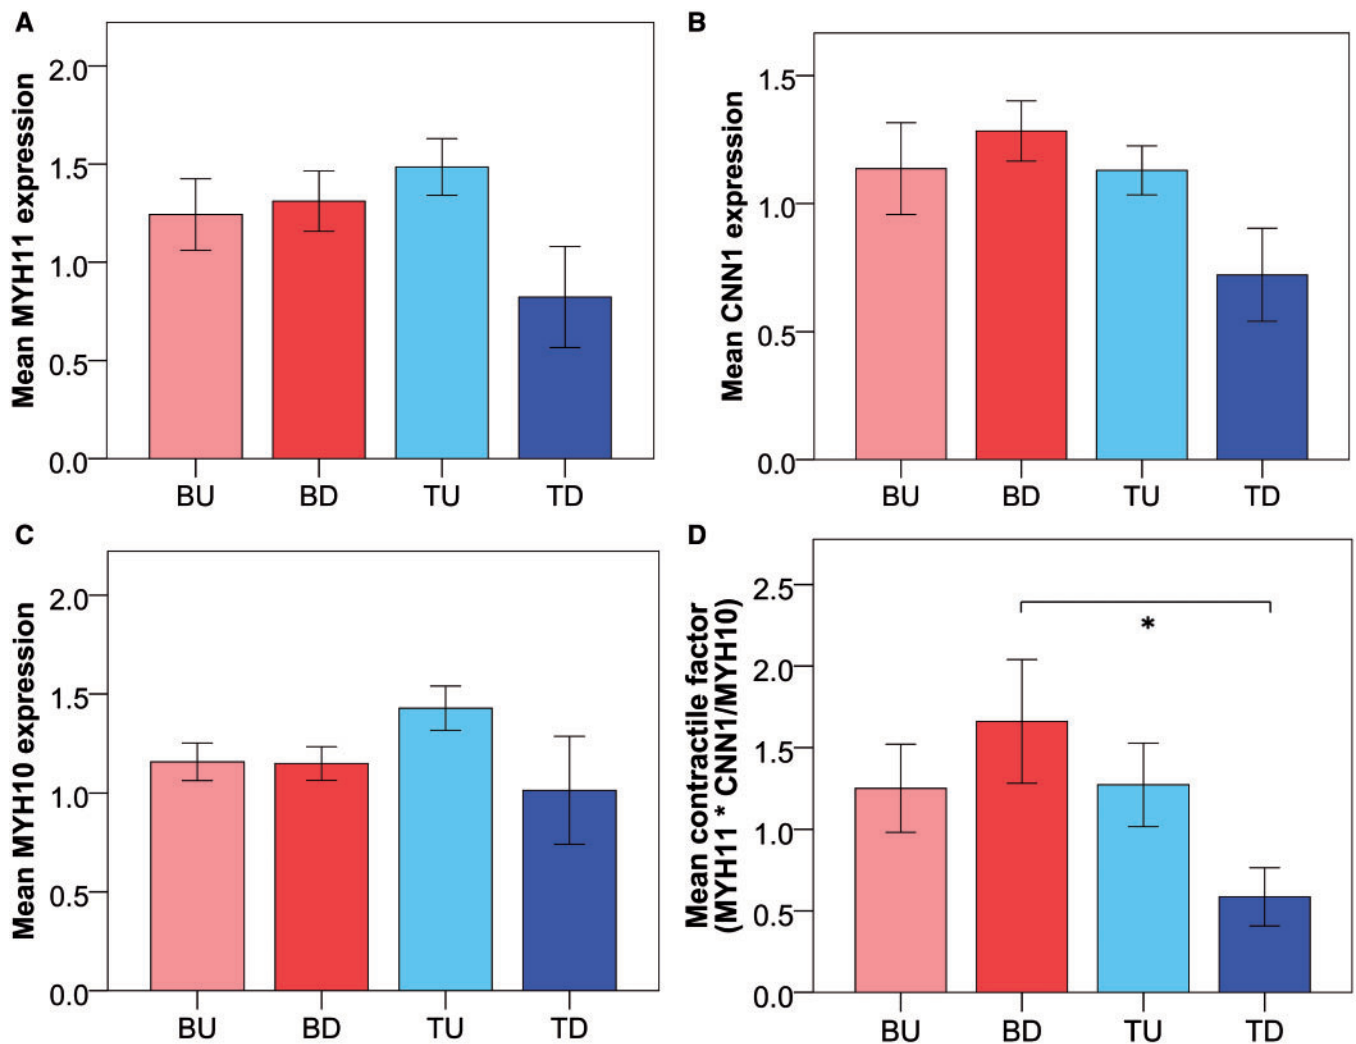 A
Mean MYH11 expression
2.0
1.5
1.0
0.5
0.0
BU BD TU TD
B
Mean CNN1 expression
1.5
1.0
0.5
0.0
BU BD TU TD
C
Mean MYH10 expression
2.0
1.5
1.0
0.5
0.0
BU BD TU TD
D
Mean contractile factor
(MYH11 * CNN1/MYH10)
2.5
2.0
1.5
1.0
0.5
0.0
*
BU BD TU TD